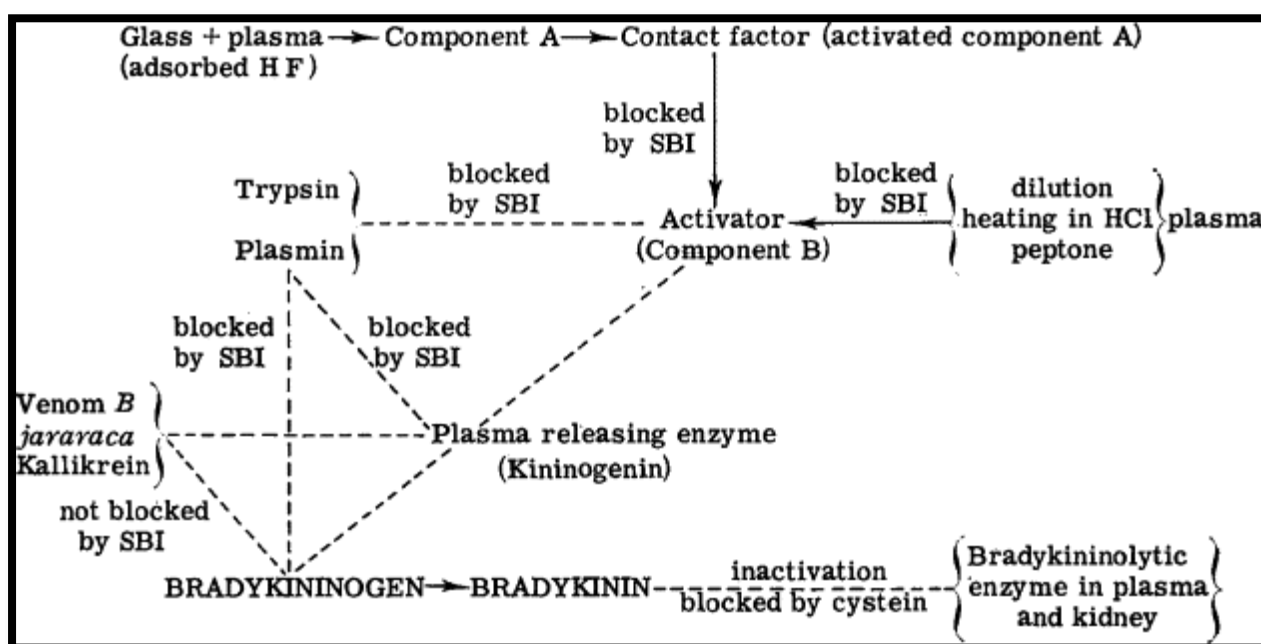 Glass + plasma → Component A → Contact factor (activated component A)
(adsorbed H F)
blocked
by SBI
Trypsin
Plasmin
blocked
by SBI
Activator
(Component B)
blocked
by SBI
dilution
heating in HCl
peptone
plasma
blocked
by SBI
blocked
by SBI
Venom B
jararaca
Kallikrein
Plasma releasing enzyme
(Kininogenin)
not blocked
by SBI
BRADYKININOGEN → BRADYKININ
inactivation
blocked by cystein
Bradykininolytic
enzyme in plasma
and kidney